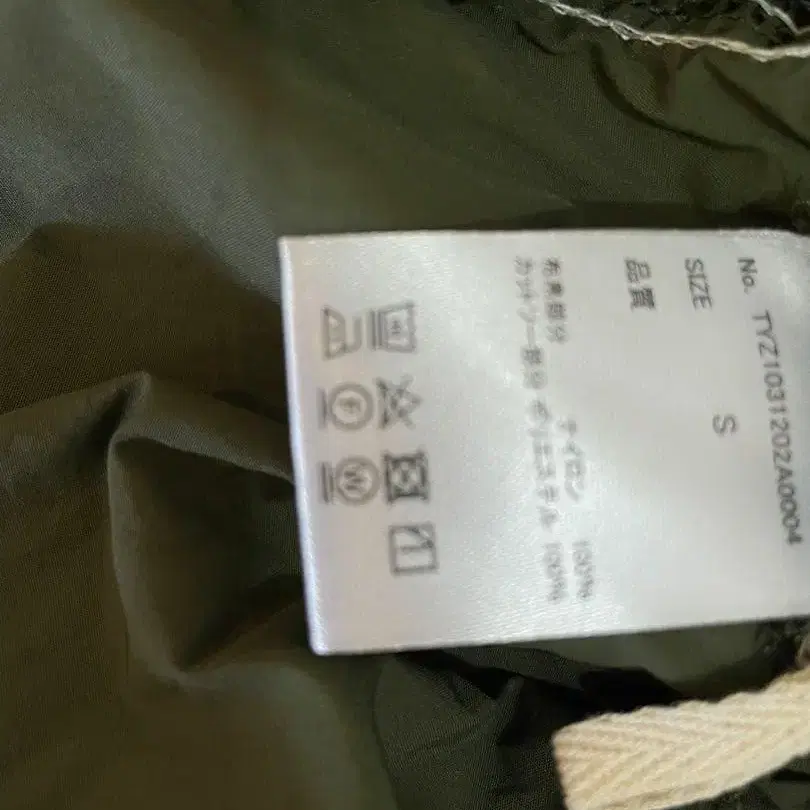 No. TYZ1031202A0004
SIZE S
品質
布帛部分 ナイロン 100%
カットソー部分 ポリエステル 100%